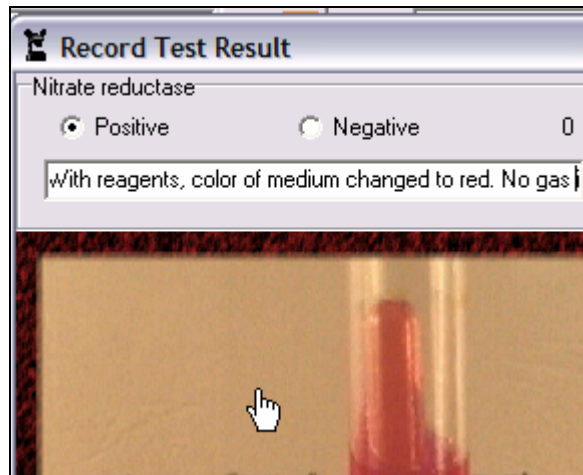 Record Test Result
Nitrate reductase
Positive Negative 0
With reagents, color of medium changed to red. No gas